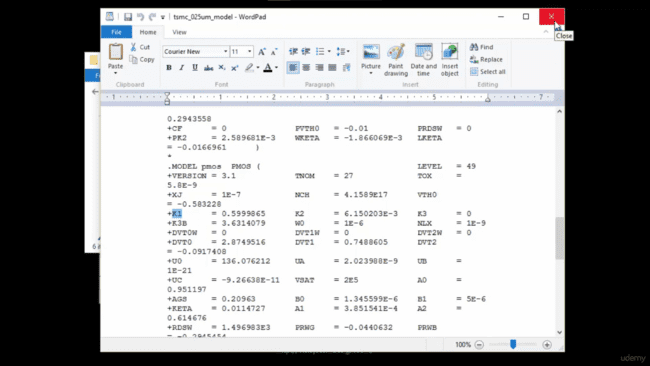 tsmc_025um_model - WordPad
Close
File Home View
Paste
Cut
Copy
Clipboard
Courier New 11
Font
Paragraph
Picture
Paint drawing
Date and time
Insert object
Insert
Find
Replace
Select all
Editing
0.2943558
+CF = 0 PVTH0 = -0.01 PRDSW = 0
+PK2 = 2.589681E-3 WKETA = -1.866069E-3 LKETA
= -0.0166961 )
*
.MODEL pmos PMOS ( LEVEL = 49
+VERSION = 3.1 TNOM = 27 TOX =
5.8E-9
+XJ = 1E-7 NCH = 4.1589E17 VTH0
= -0.583228
+K1 = 0.5999865 K2 = 6.150203E-3 K3 = 0
+K3B = 3.6314079 W0 = 1E-6 NLX = 1E-9
+DVT0W = 0 DVT1W = 0 DVT2W = 0
+DVT0 = 2.8749516 DVT1 = 0.7488605 DVT2
= -0.0917408
+U0 = 136.076212 UA = 2.023988E-9 UB =
1E-21
+UC = -9.26638E-11 VSAT = 2E5 A0 =
0.951197
+AGS = 0.20963 B0 = 1.345599E-6 B1 = 5E-6
+KETA = 0.0114727 A1 = 3.851541E-4 A2 =
0.614676
+RDSW = 1.496983E3 PRWG = -0.0440632 PRWB
= -0.2945454
100%
udemy